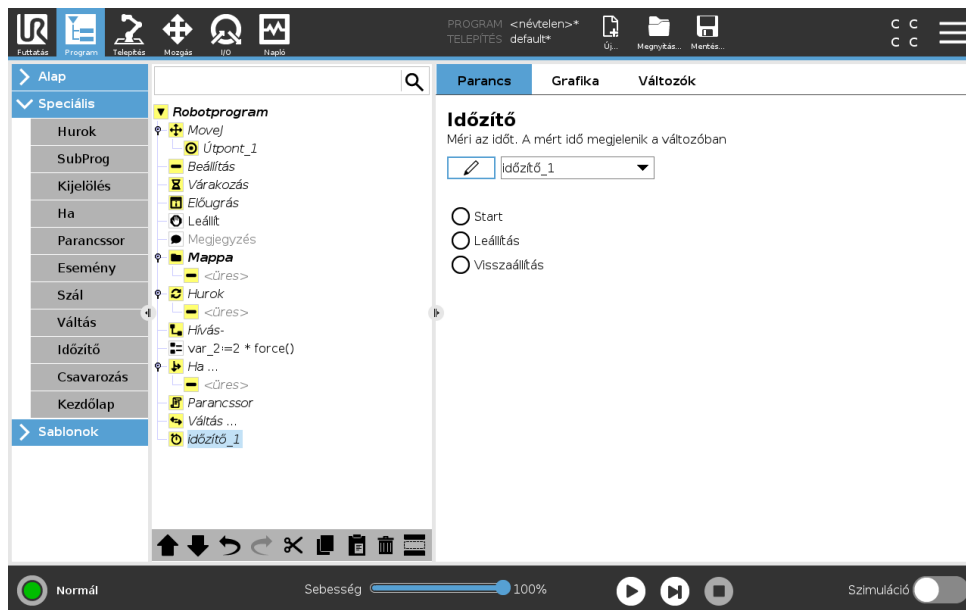 UR
Futtatás
Program
Telepítés
Mozgás
I/O
Napló
PROGRAM <névtelen>*
TELEPÍTÉS default*
Új...
Megnyitás...
Mentés...
C C
C C
Alap
Speciális
Hurok
SubProg
Kijelölés
Ha
Parancssor
Esemény
Szál
Váltás
Időzítő
Csavarozás
Kezdőlap
Sablonok
Robotprogram
MoveJ
Útpont_1
Beállítás
Várakozás
Előugrás
Leállít
Megjegyzés
Mappa
<üres>
Hurok
<üres>
Hívás-
var_2≔2 * force()
Ha ...
<üres>
Parancssor
Váltás ...
időzítő_1
Parancs
Grafika
Változók
Időzítő
Méri az időt. A mért idő megjelenik a változóban
időzítő_1
Start
Leállítás
Visszaállítás
Normál
Sebesség
100%
Szimuláció